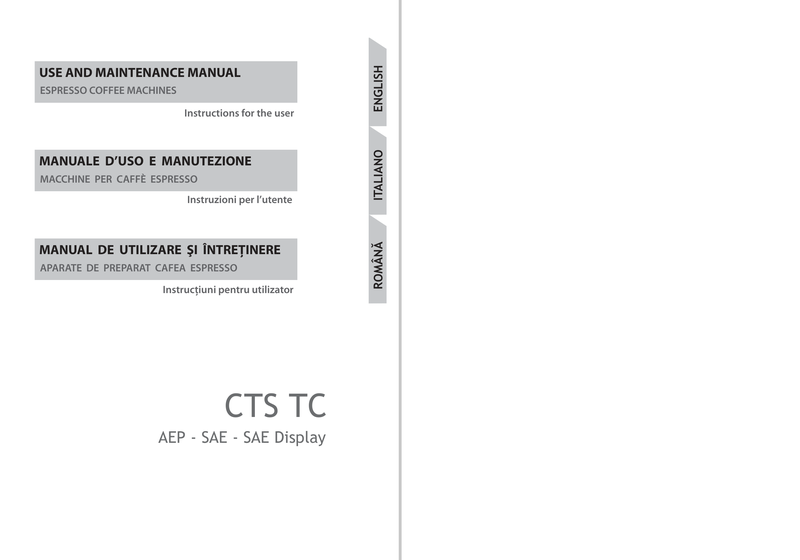 USE AND MAINTENANCE MANUAL
ESPRESSO COFFEE MACHINES
Instructions for the user
MANUALE D'USO E MANUTEZIONE
MACCHINE PER CAFFÈ ESPRESSO
Instruzioni per l'utente
MANUAL DE UTILIZARE ŞI ÎNTREŢINERE
APARATE DE PREPARAT CAFEA ESPRESSO
Instrucţiuni pentru utilizator
ENGLISH
ITALIANO
ROMÂNĂ
CTS TC
AEP - SAE - SAE Display